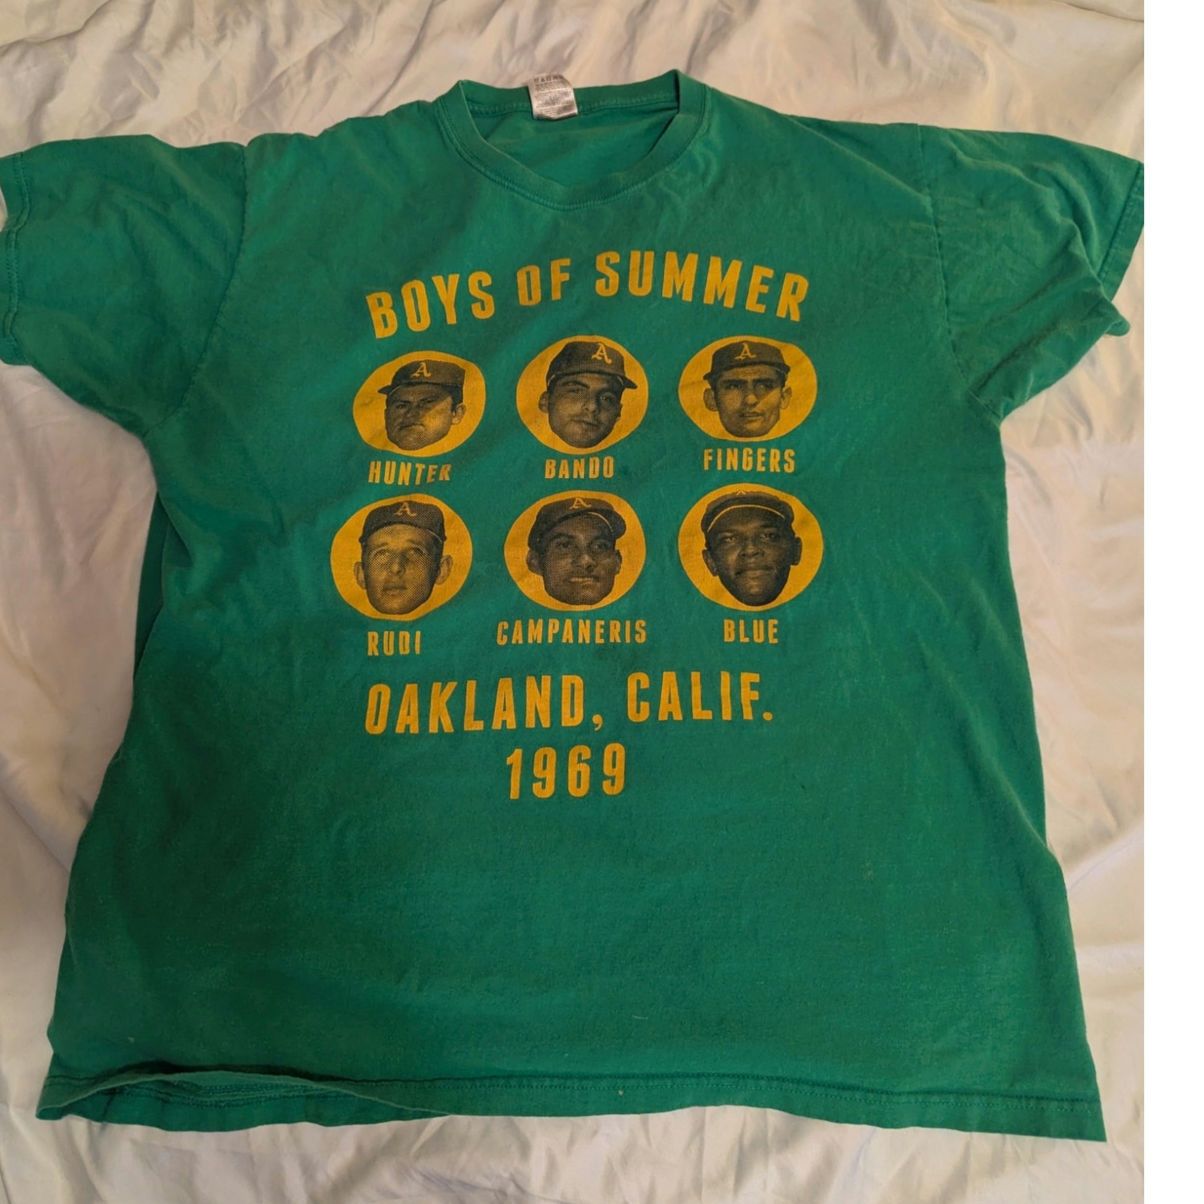 BOYS OF SUMMER
A A A
HUNTER BANDO FINGERS
A A
RUDI CAMPANERIS BLUE
OAKLAND, CALIF.
1969